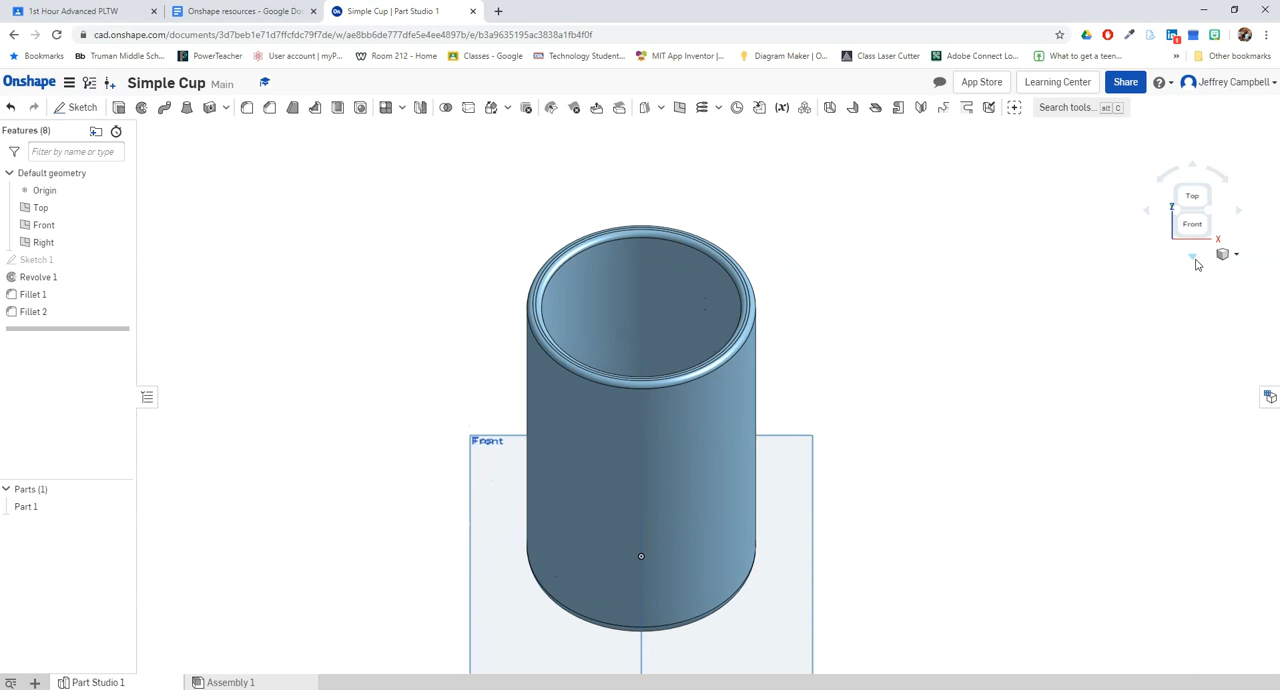 1st Hour Advanced PLTW
Onshape resources - Google Doc
Simple Cup | Part Studio 1
cad.onshape.com/documents/3d7beb1e71d7ffcfdc79f7de/w/ae8bb6de777dfe5e4ee4897b/e/b3a9635195ac3838a1fb4f0f
Bookmarks
Bb Truman Middle Sch...
PowerTeacher
User account | myP...
Room 212 - Home
Classes - Google
Technology Student...
MIT App Inventor |...
Diagram Maker | O...
Class Laser Cutter
Adobe Connect Lo...
What to get a teen...
» Other bookmarks
Onshape
Simple Cup Main
App Store
Learning Center
Share
Jeffrey Campbell
Sketch
Search tools... alt C
Features (8)
Filter by name or type
Default geometry
Origin
Top
Front
Right
Sketch 1
Revolve 1
Fillet 1
Fillet 2
Parts (1)
Part 1
Front
Top
Front
Z
X
Part Studio 1
Assembly 1